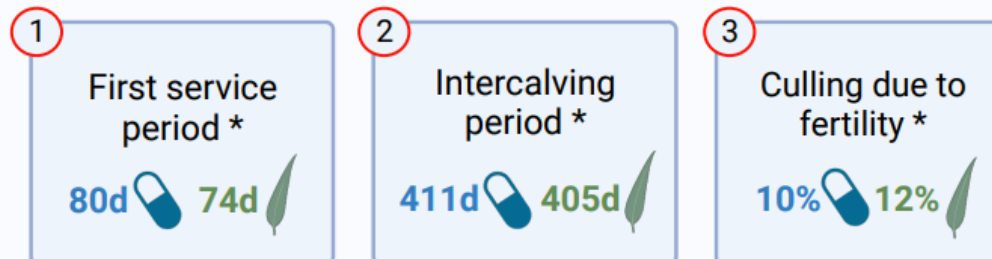 1
First service
period *
80d 74d
2
Intercalving
period *
411d 405d
3
Culling due to
fertility *
10% 12%